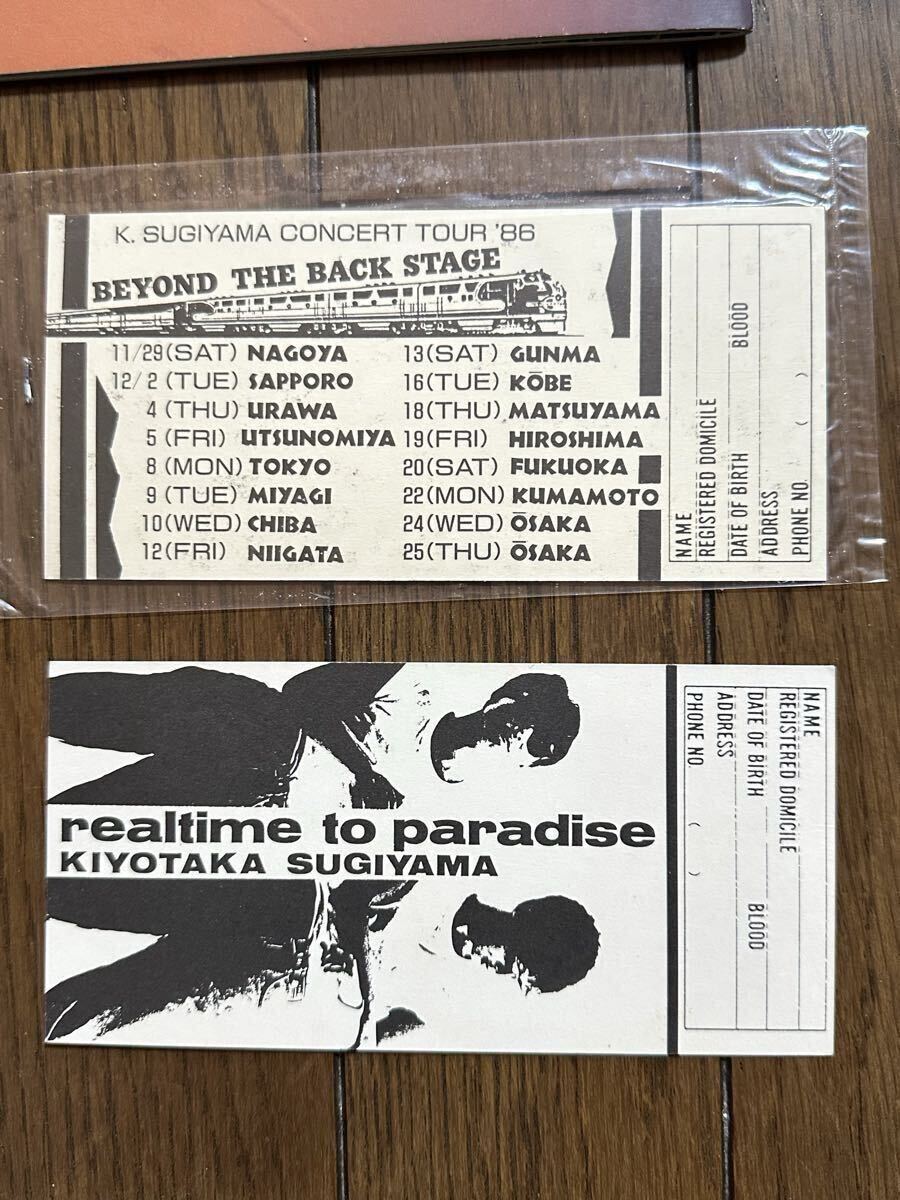 K. SUGIYAMA CONCERT TOUR '86
BEYOND THE BACK STAGE
11/29(SAT) NAGOYA
12/2(TUE) SAPPORO
4(THU) URAWA
5(FRI) UTSUNOMIYA
8(MON) TOKYO
9(TUE) MIYAGI
10(WED) CHIBA
12(FRI) NIIGATA
13(SAT) GUNMA
16(TUE) KŌBE
18(THU) MATSUYAMA
19(FRI) HIROSHIMA
20(SAT) FUKUOKA
22(MON) KUMAMOTO
24(WED) ŌSAKA
25(THU) ŌSAKA
NAME
REGISTERED DOMICILE
DATE OF BIRTH BLOOD
ADDRESS
PHONE NO. ( )
realtime to paradise
KIYOTAKA SUGIYAMA
NAME
REGISTERED DOMICILE
DATE OF BIRTH BLOOD
ADDRESS
PHONE NO. ( )